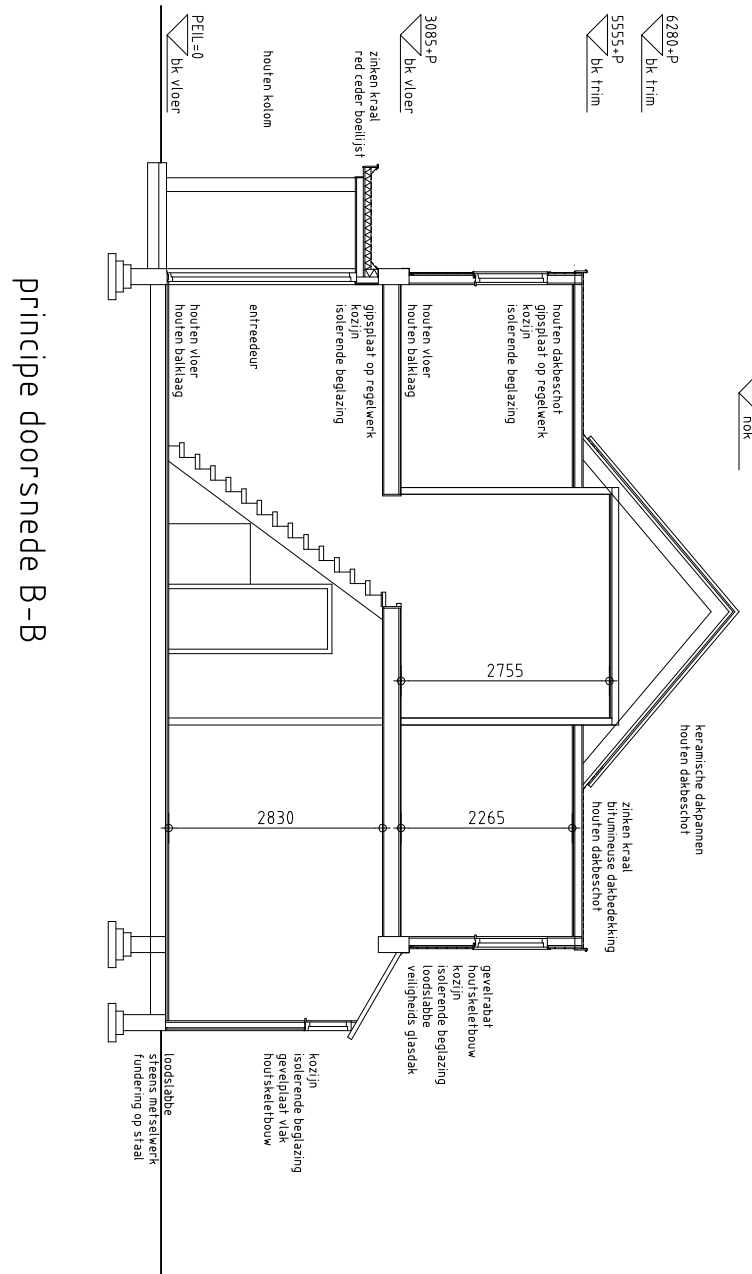 nok
6280+P
bk trim
5555+P
bk trim
3085+P
bk vloer
PEIL=0
bk vloer
zinken kraal
red ceder boeilijst
houten kolom
houten dakbeschot
gipsplaat op regelwerk
kozijn
isolerende beglazing
houten vloer
houten balklaag
gipsplaat op regelwerk
kozijn
isolerende beglazing
entreedeur
houten vloer
houten balklaag
2755
2830
2265
keramische dakpannen
houten dakbeschot
zinken kraal
bitumineuse dakbedekking
houten dakbeschot
gevelrabat
houtskeletbouw
kozijn
isolerende beglazing
loodslabbe
veiligheids glasdak
kozijn
isolerende beglazing
gevelplaat vlak
houtskeletbouw
loodslabbe
steens metselwerk
fundering op staal
principe doorsnede B-B